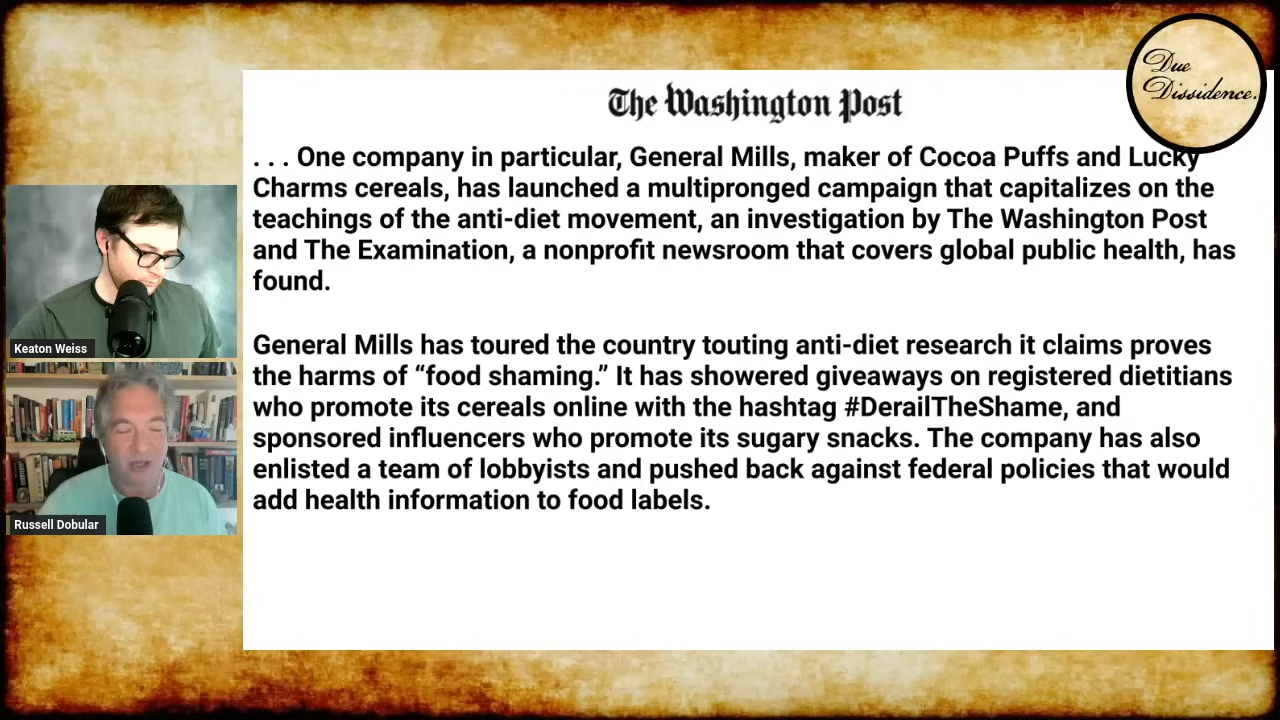 Due
Dissidence.
The Washington Post
. . . One company in particular, General Mills, maker of Cocoa Puffs and Lucky
Charms cereals, has launched a multipronged campaign that capitalizes on the
teachings of the anti-diet movement, an investigation by The Washington Post
and The Examination, a nonprofit newsroom that covers global public health, has
found.
General Mills has toured the country touting anti-diet research it claims proves
the harms of “food shaming.” It has showered giveaways on registered dietitians
who promote its cereals online with the hashtag #DerailTheShame, and
sponsored influencers who promote its sugary snacks. The company has also
enlisted a team of lobbyists and pushed back against federal policies that would
add health information to food labels.
Keaton Weiss
Russell Dobular